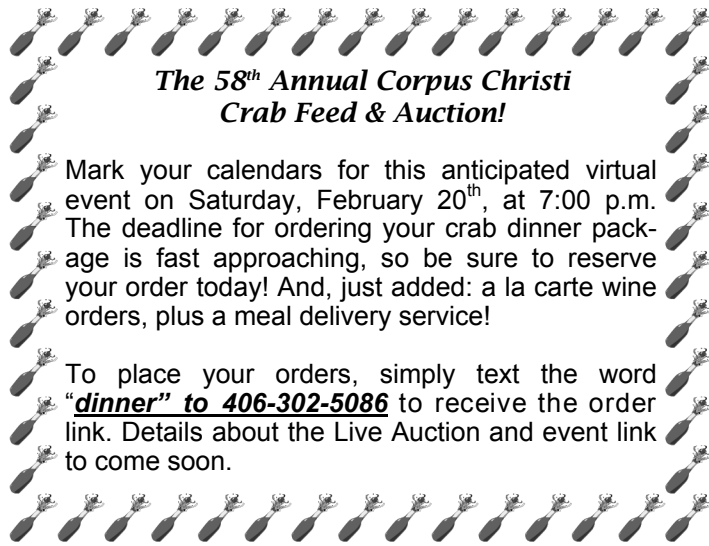 The 58th Annual Corpus Christi
Crab Feed & Auction!
Mark your calendars for this anticipated virtual
event on Saturday, February 20th, at 7:00 p.m.
The deadline for ordering your crab dinner pack-
age is fast approaching, so be sure to reserve
your order today! And, just added: a la carte wine
orders, plus a meal delivery service!
To place your orders, simply text the word
“dinner” to 406-302-5086 to receive the order
link. Details about the Live Auction and event link
to come soon.